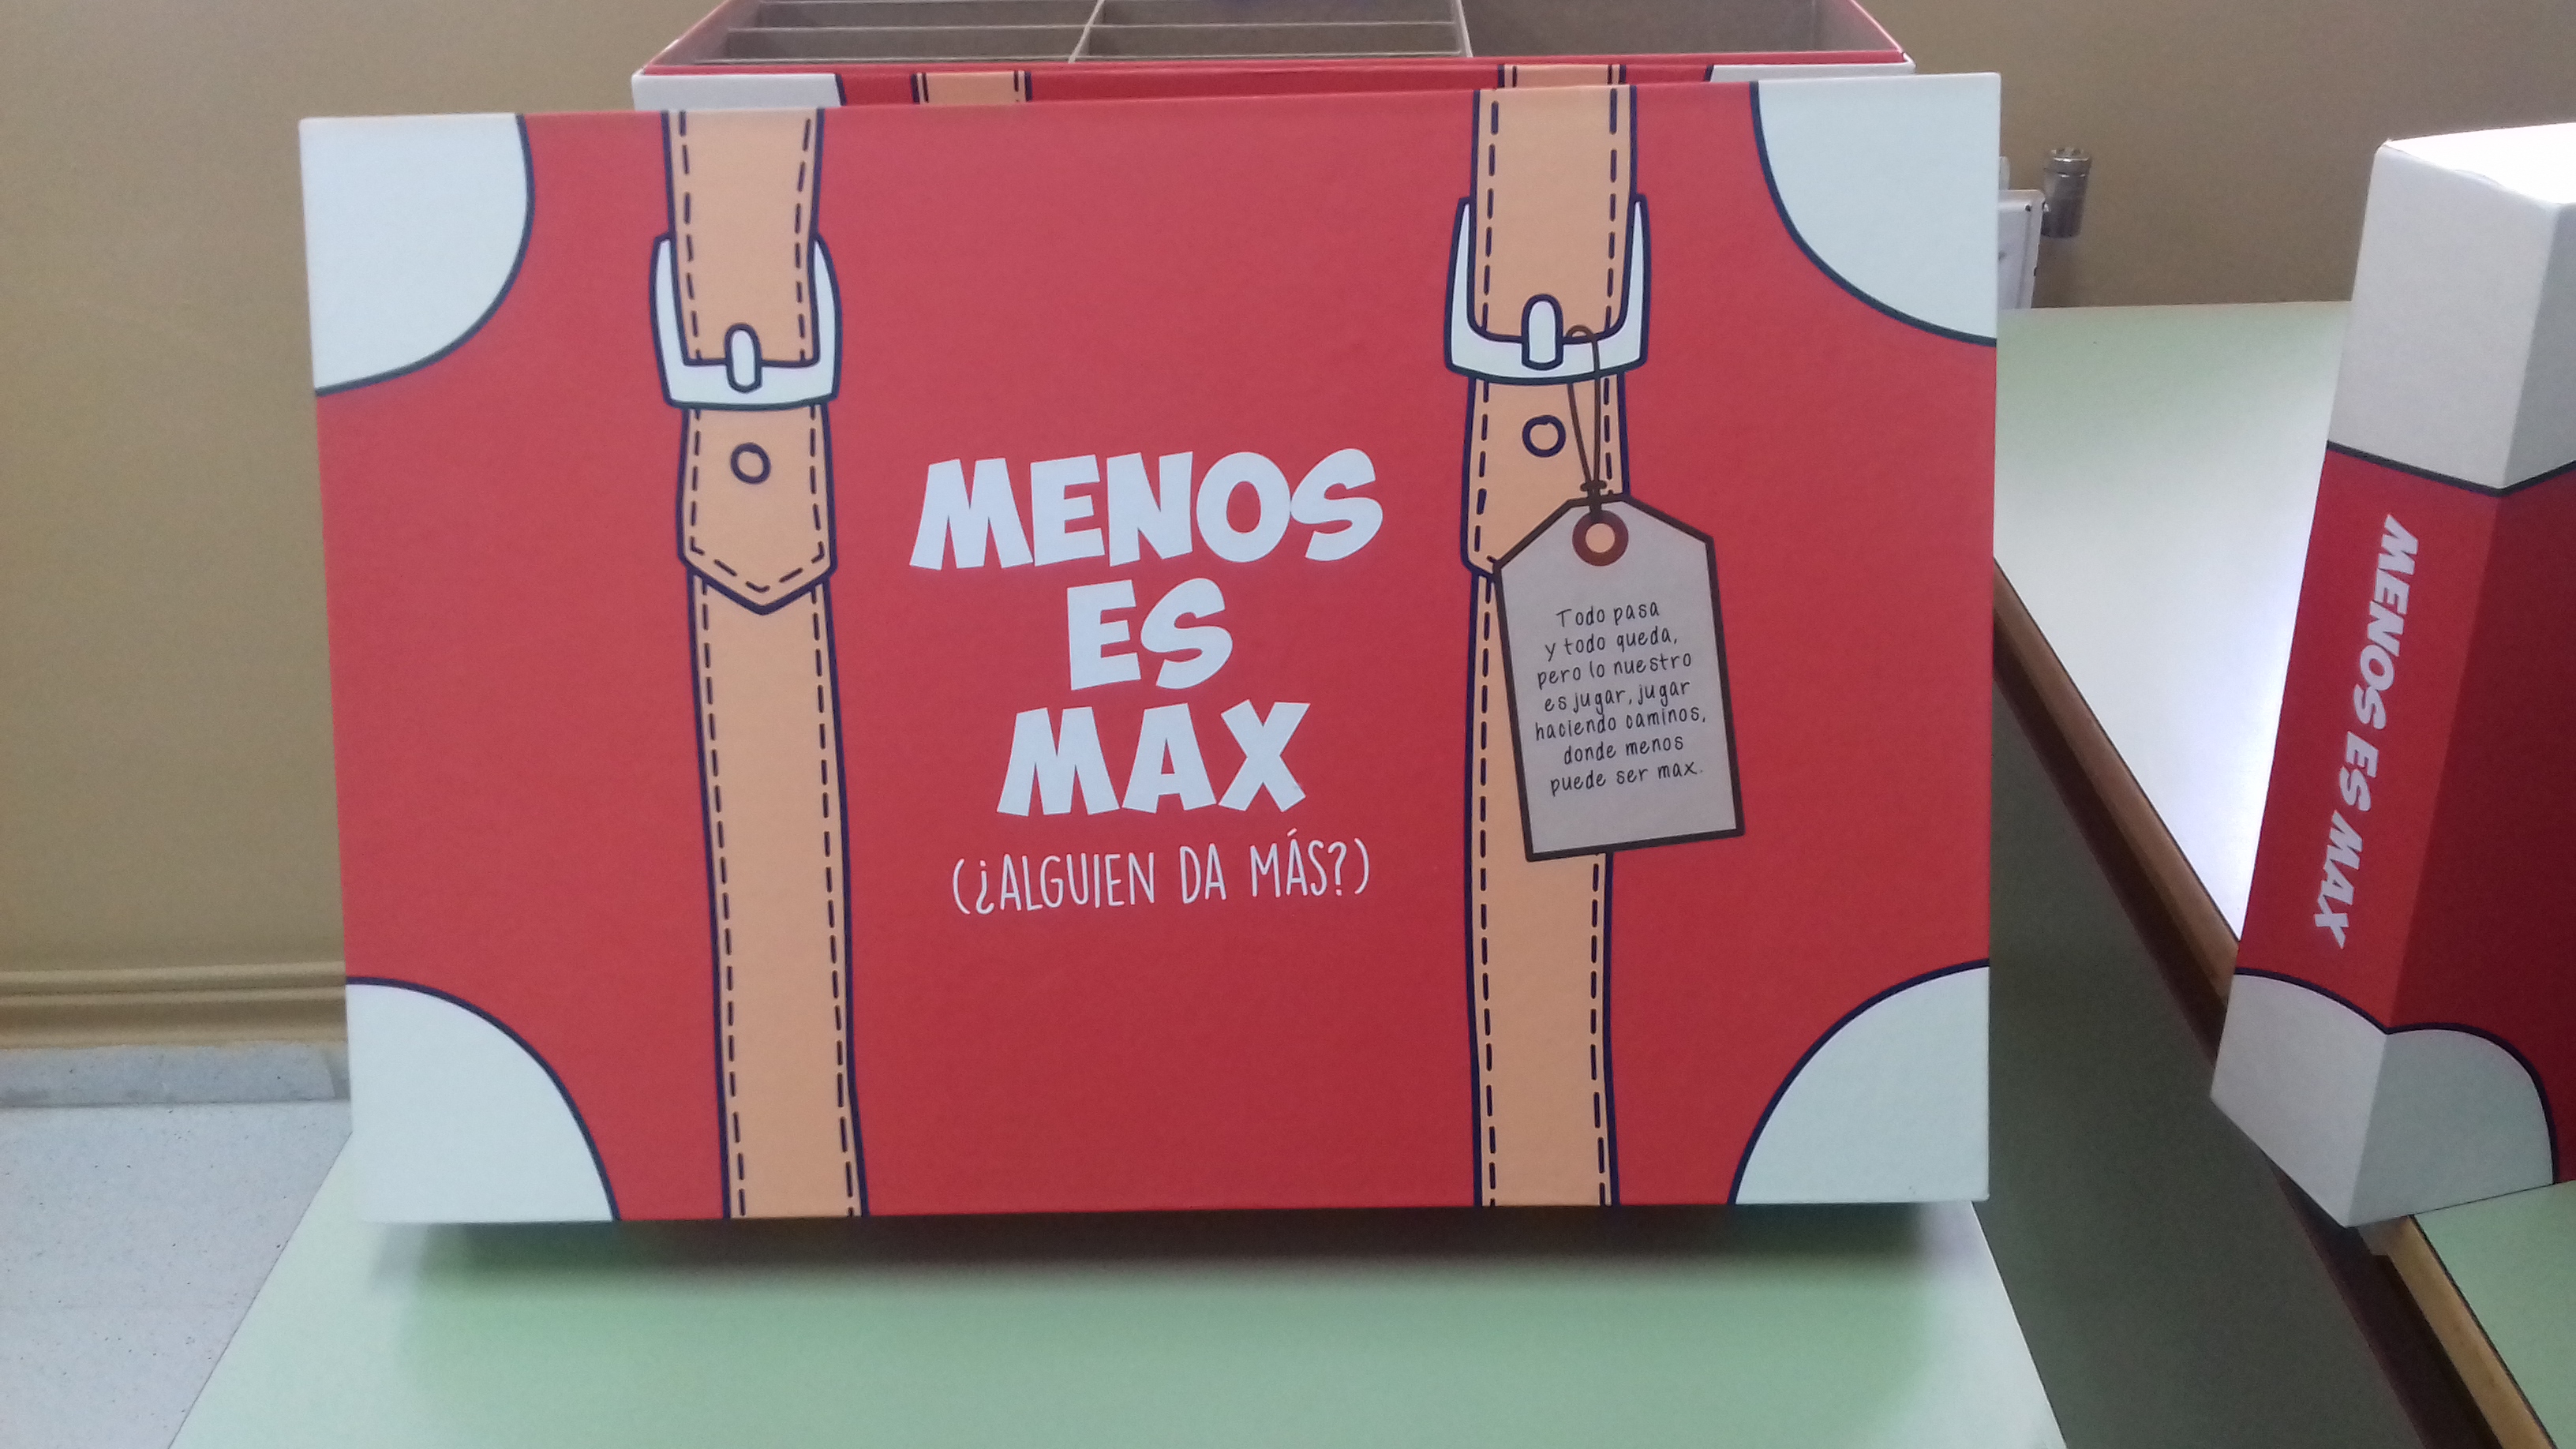 MENOS
ES
MAX
(¿ALGUIEN DA MÁS?)
Todo pasa
y todo queda,
pero lo nuestro
es jugar, jugar
haciendo caminos,
donde menos
puede ser max.
MENOS ES MAX